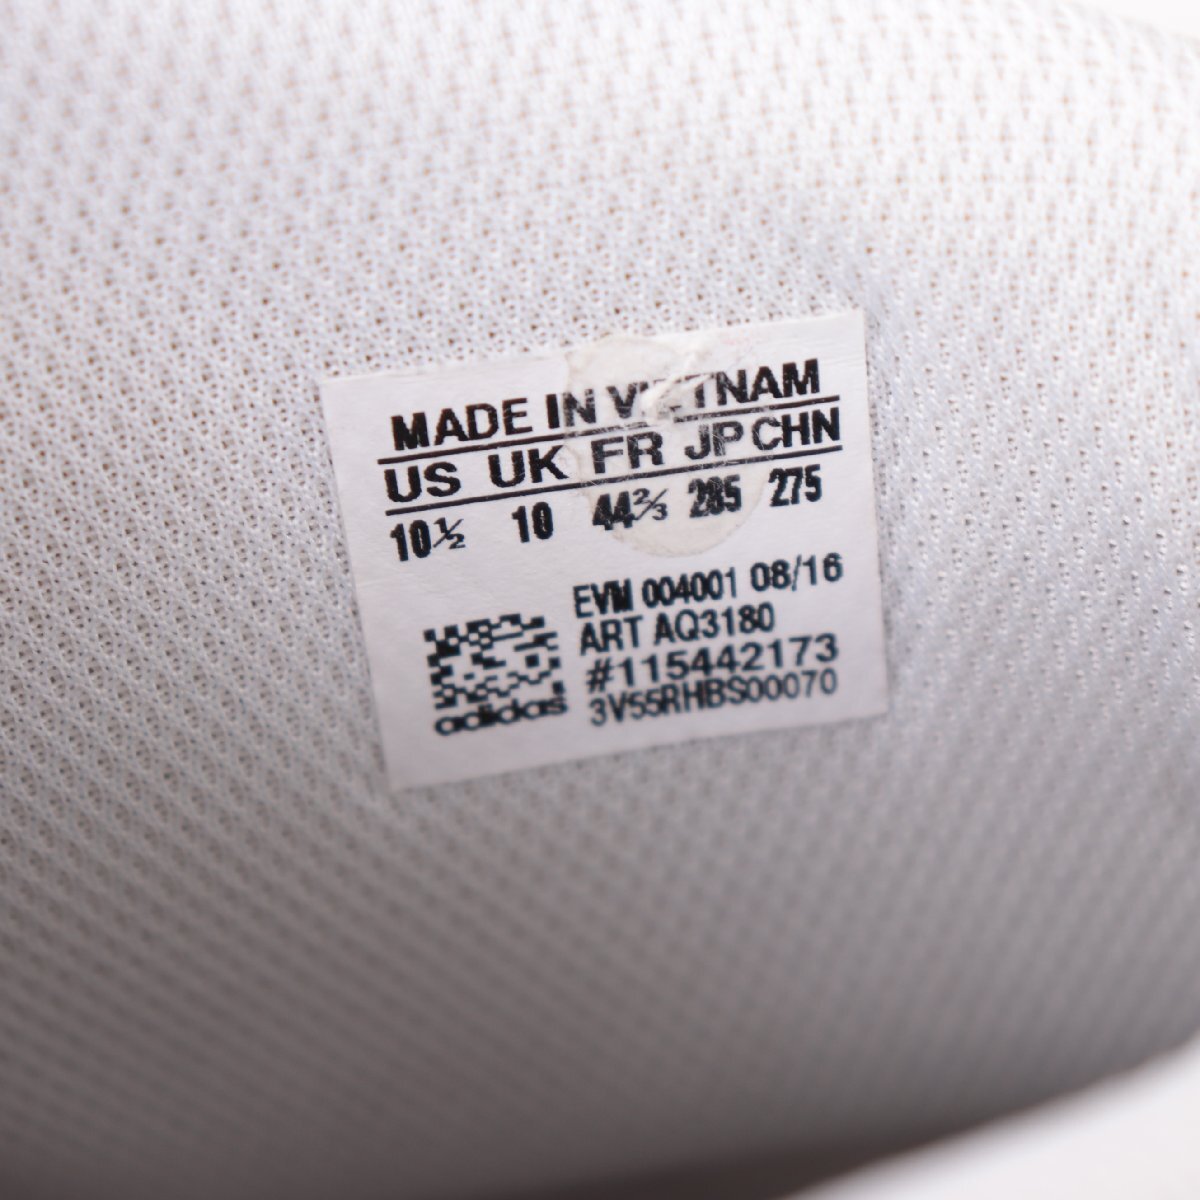 MADE IN VIETNAM
US UK FR JP CHN
10½ 10 44⅔ 285 275
EVM 004001 08/16
ART AQ3180
#115442173
3V55RHBS00070
adidas